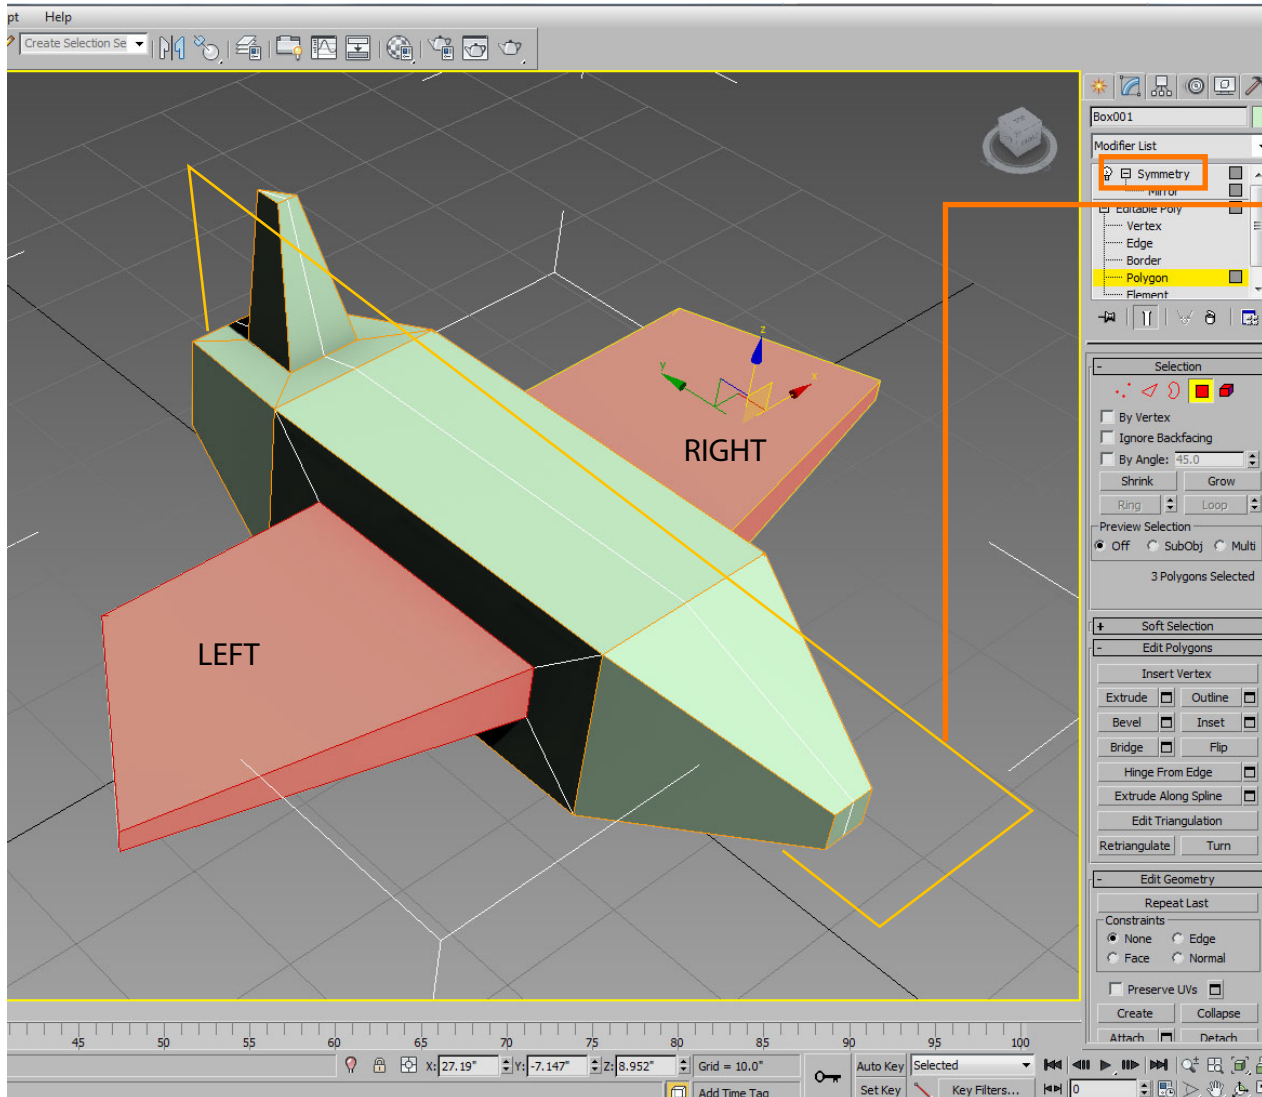 pt Help
Create Selection Se
Box001
Modifier List
Symmetry
Mirror
Editable Poly
Vertex
Edge
Border
Polygon
Element
z
y
x
RIGHT
LEFT
- Selection
By Vertex
Ignore Backfacing
By Angle: 45.0
Shrink Grow
Ring Loop
Preview Selection
Off SubObj Multi
3 Polygons Selected
+ Soft Selection
- Edit Polygons
Insert Vertex
Extrude Outline
Bevel Inset
Bridge Flip
Hinge From Edge
Extrude Along Spline
Edit Triangulation
Retriangulate Turn
- Edit Geometry
Repeat Last
Constraints
None Edge
Face Normal
Preserve UVs
Create Collapse
Attach Detach
45 50 55 60 65 70 75 80 85 90 95 100
X: 27.19" Y: -7.147" Z: 8.952" Grid = 10.0" Auto Key Selected
Add Time Tag Set Key Key Filters... 0